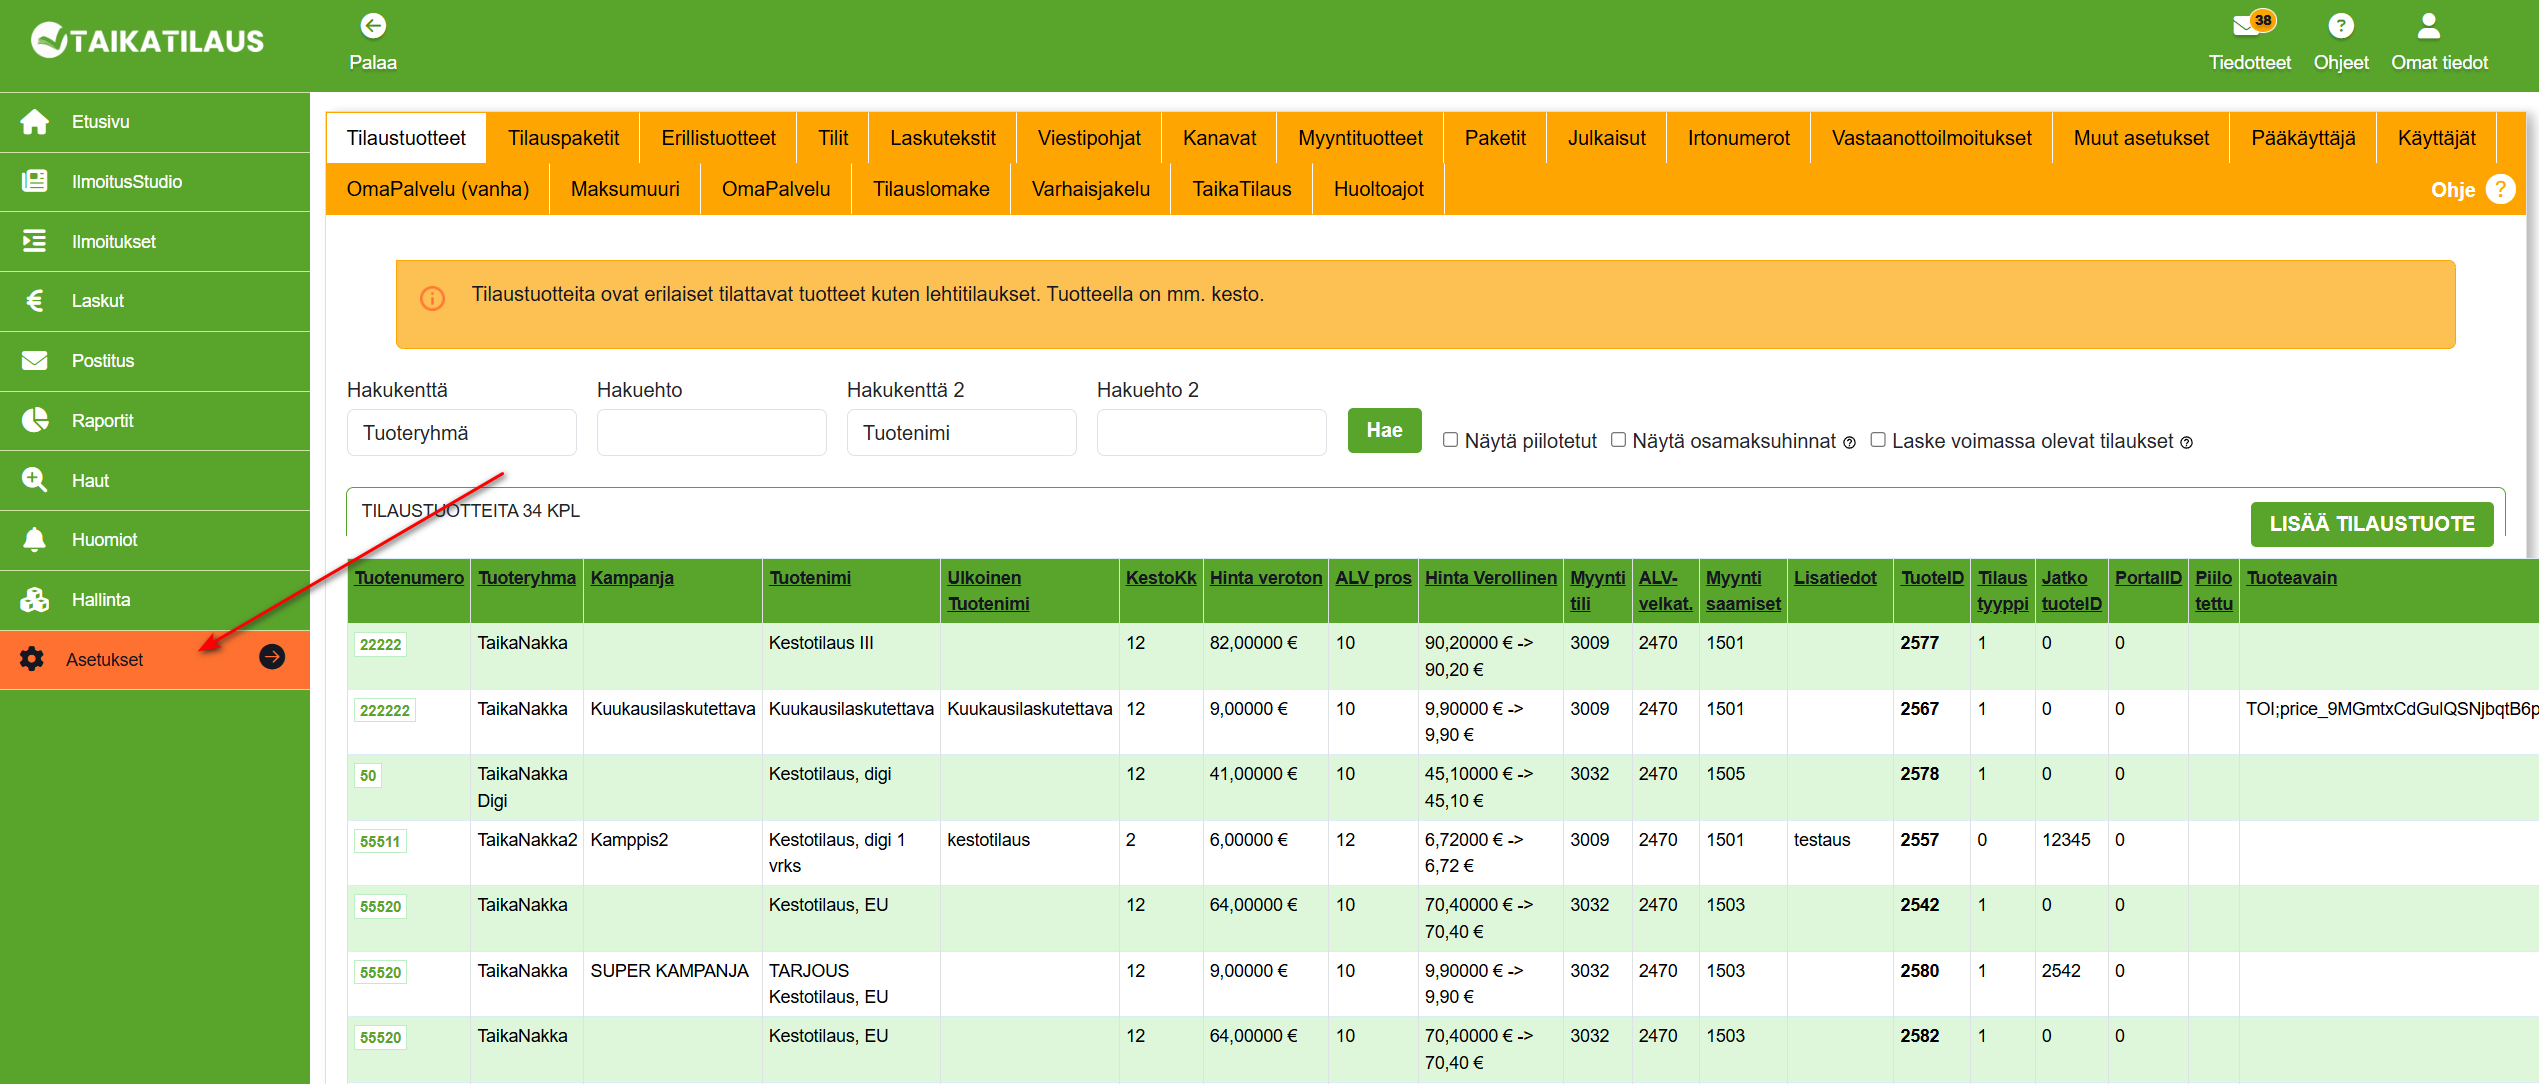 TAIKATILAUS
Palaa
38
Tiedotteet
Ohjeet
Omat tiedot
Etusivu
IlmoitusStudio
Ilmoitukset
Laskut
Postitus
Raportit
Haut
Huomiot
Hallinta
Asetukset
Tilaustuotteet Tilauspaketit Erillistuotteet Tilit Laskutekstit Viestipohjat Kanavat Myyntituotteet Paketit Julkaisut Irtonumerot Vastaanottoilmoitukset Muut asetukset Pääkäyttäjä Käyttäjät
OmaPalvelu (vanha) Maksumuuri OmaPalvelu Tilauslomake Varhaisjakelu TaikaTilaus Huoltoajot Ohje ?
Tilaustuotteita ovat erilaiset tilattavat tuotteet kuten lehtitilaukset. Tuotteella on mm. kesto.
Hakukenttä Hakuehto Hakukenttä 2 Hakuehto 2
Tuoteryhmä Tuotenimi Hae Näytä piilotetut Näytä osamaksuhinnat ? Laske voimassa olevat tilaukset ?
TILAUSTUOTTEITA 34 KPL
LISÄÄ TILAUSTUOTE
Tuotenumero Tuoteryhma Kampanja Tuotenimi Ulkoinen KestoKk Hinta veroton ALV pros Hinta Verollinen Myynti ALV- Myynti Lisatiedot TuoteID Tilaus Jatko PortalID Piilo Tuoteavain
Tuotenimi tili velkat. saamiset tyyppi tuoteID tettu
22222 TaikaNakka Kestotilaus III 12 82,00000 € 10 90,20000 € -> 3009 2470 1501 2577 1 0 0
90,20 €
222222 TaikaNakka Kuukausilaskutettava Kuukausilaskutettava Kuukausilaskutettava 12 9,00000 € 10 9,90000 € -> 3009 2470 1501 2567 1 0 0 TOI;price_9MGmtxCdGulQSNjbqtB6p
9,90 €
50 TaikaNakka Kestotilaus, digi 12 41,00000 € 10 45,10000 € -> 3032 2470 1505 2578 1 0 0
Digi 45,10 €
55511 TaikaNakka2 Kamppis2 Kestotilaus, digi 1 kestotilaus 2 6,00000 € 12 6,72000 € -> 3009 2470 1501 testaus 2557 0 12345 0
vrks 6,72 €
55520 TaikaNakka Kestotilaus, EU 12 64,00000 € 10 70,40000 € -> 3032 2470 1503 2542 1 0 0
70,40 €
55520 TaikaNakka SUPER KAMPANJA TARJOUS 12 9,00000 € 10 9,90000 € -> 3032 2470 1503 2580 1 2542 0
Kestotilaus, EU 9,90 €
55520 TaikaNakka Kestotilaus, EU 12 64,00000 € 10 70,40000 € -> 3032 2470 1503 2582 1 0 0
70,40 €